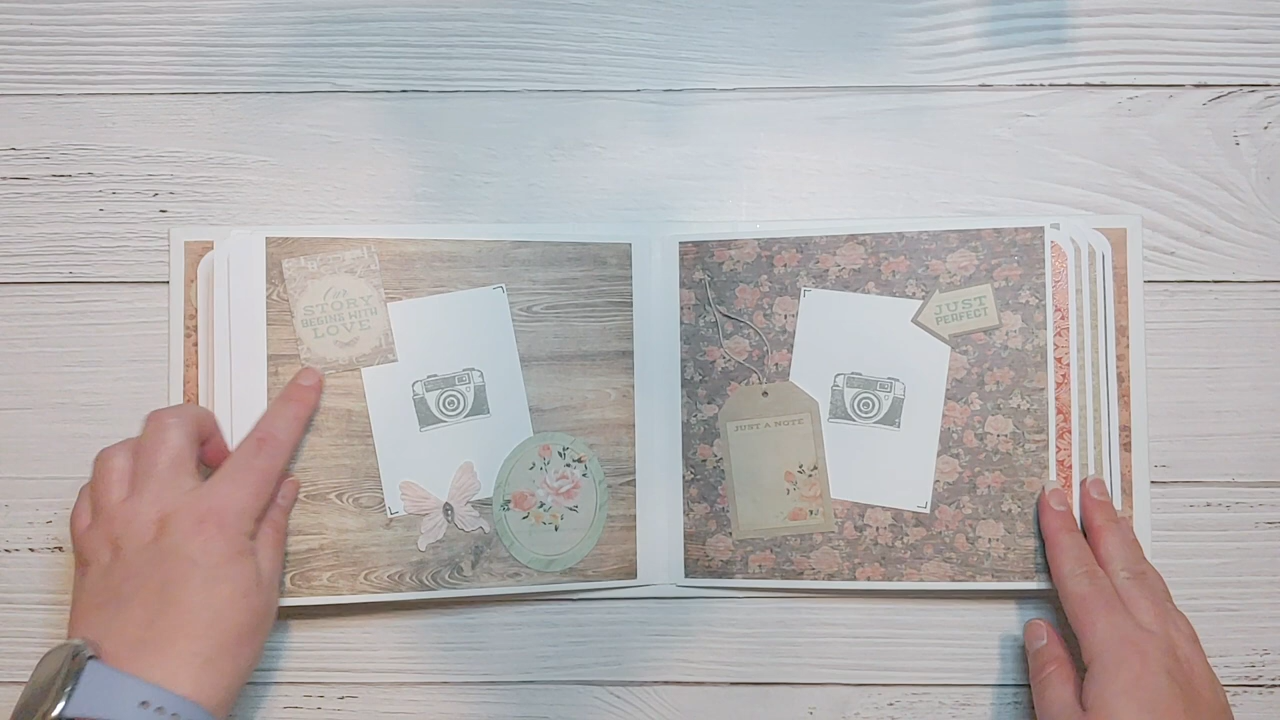 Our
STORY
BEGINS WITH
LOVE
JUST
PERFECT
JUST A NOTE